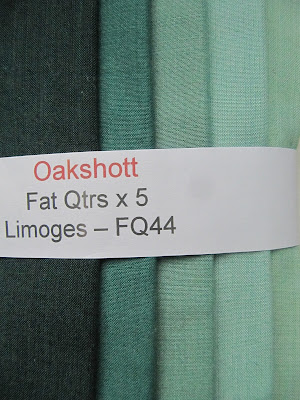 Oakshott
Fat Qtrs x 5
Limoges – FQ44